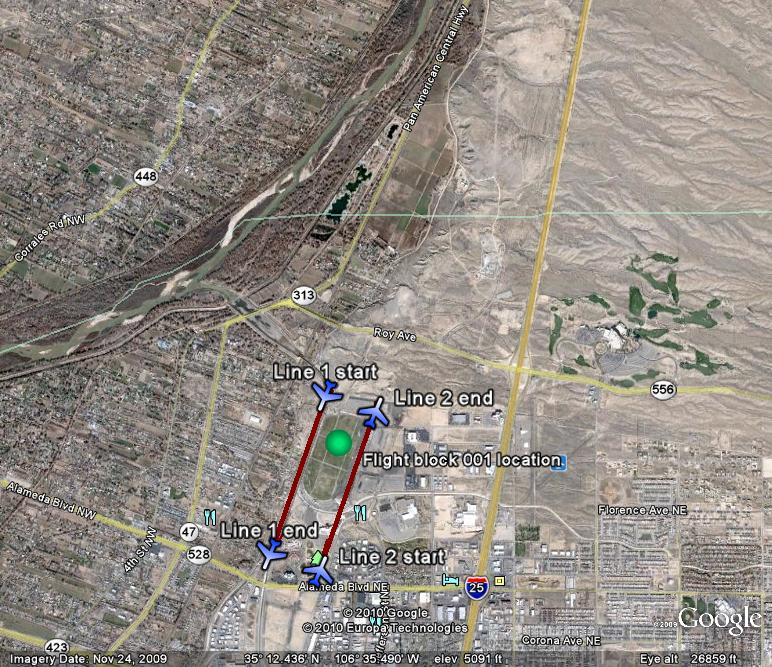 Pan American Central Hwy
448
Corrales Rd NW
313
Roy Ave
Line 1 start
Line 2 end
556
Flight block 001 location
Alameda Blvd NW
Florence Ave NE
47
Line 1 end
4th St NW
528
Line 2 start
Alameda Blvd NE
25
© 2010 Google
© 2010 Europa Technologies
©2009 Google
Corona Ave NE
423
Imagery Date: Nov 24, 2009
35° 12.436' N 106° 35.490' W elev 5091 ft
Eye alt 26859 ft